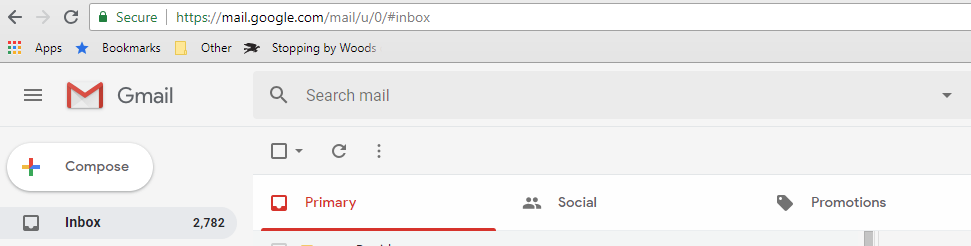 Secure https://mail.google.com/mail/u/0/#inbox
Apps Bookmarks Other Stopping by Woods
Gmail Search mail
Compose
Primary Social Promotions
Inbox 2,782